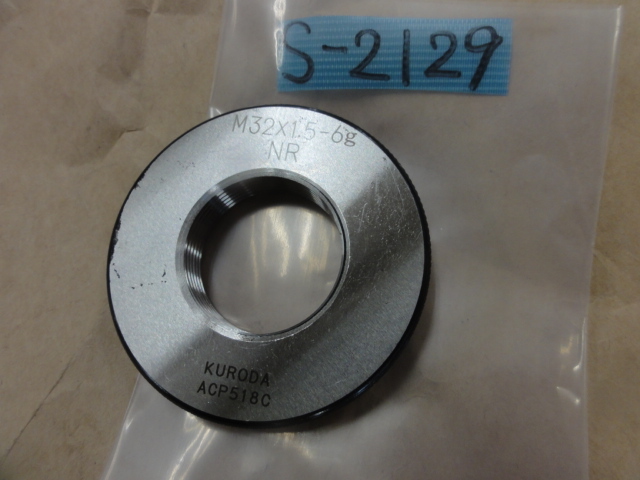 S-2129
M32X1.5-6g
NR
KURODA
ACP518C